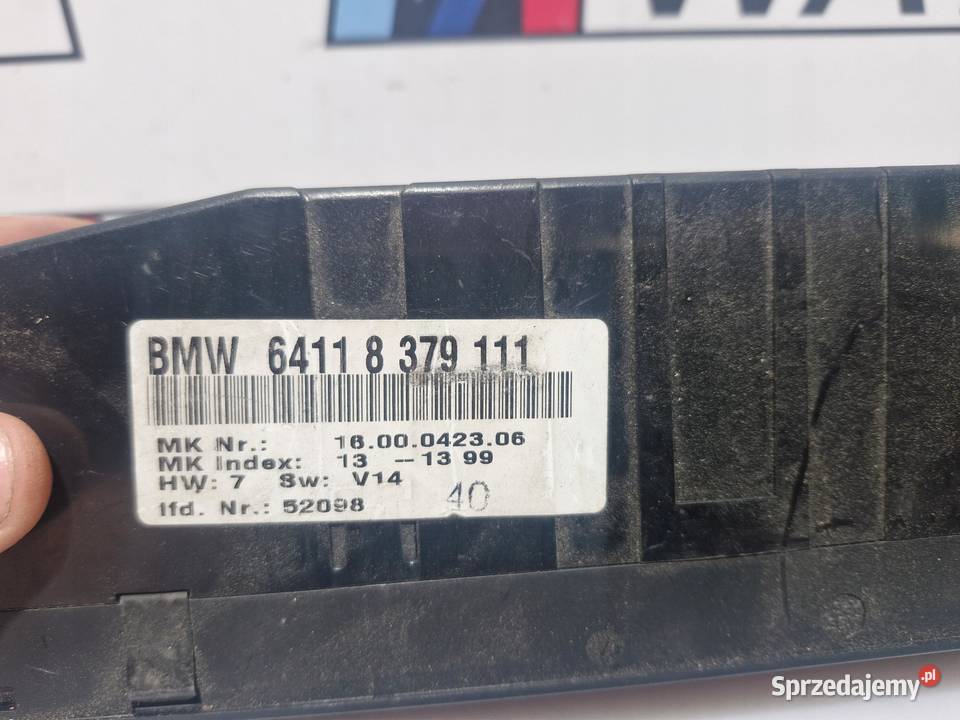 BMW 6411 8 379 111
MK Nr.: 16.00.0423.06
MK Index: 13 -13 99
HW: 7 Sw: V14
lfd. Nr.: 52098
40
Sprzedajemy.pl